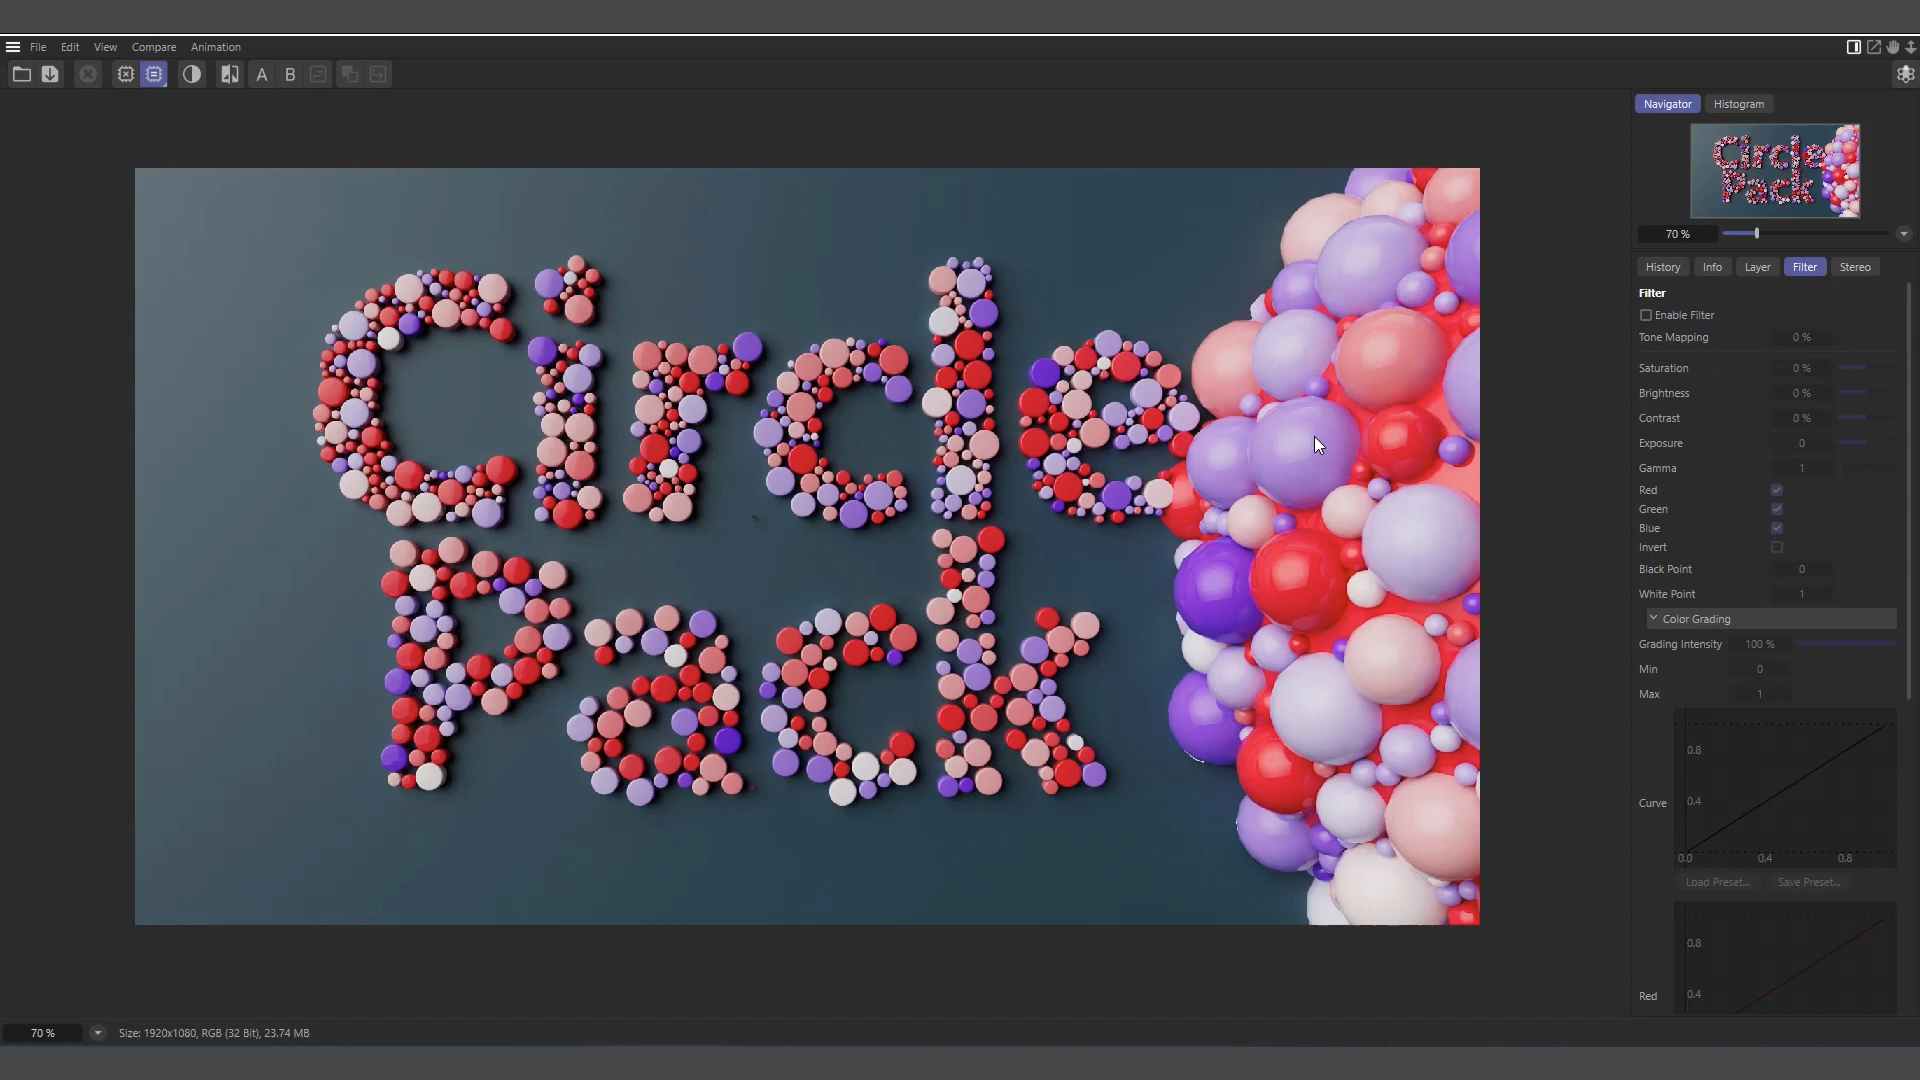 File Edit View Compare Animation
A B
Navigator Histogram
Circle
Pack
Circle
Pack
70 %
History Info Layer Filter Stereo
Filter
Enable Filter
Tone Mapping 0 %
Saturation 0 %
Brightness 0 %
Contrast 0 %
Exposure 0
Gamma 1
Red
Green
Blue
Invert
Black Point 0
White Point 1
Color Grading
Grading Intensity 100 %
Min 0
Max 1
0.8
Curve 0.4
0.0 0.4 0.8
Load Preset... Save Preset...
0.8
Red 0.4
70 % Size: 1920x1080, RGB (32 Bit), 23.74 MB